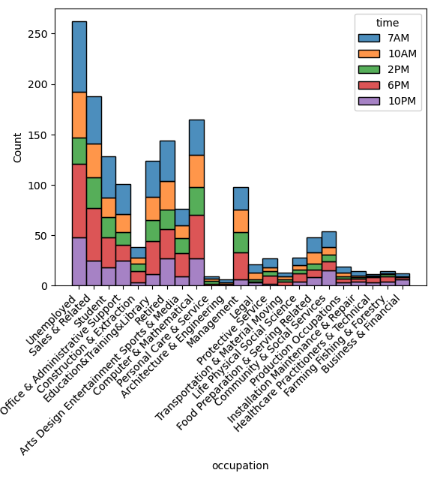 time
7AM
10AM
2PM
6PM
10PM
250
200
150
100
50
0
Count
Unemployed
Sales & Related
Student
Office & Administrative Support
Construction & Extraction
Education&Training&Library
Retired
Arts Design Entertainment Sports & Media
Computer & Mathematical
Personal Care & Service
Architecture & Engineering
Management
Legal
Protective Service
Transportation & Material Moving
Life Physical Social Science
Food Preparation & Serving Related
Community & Social Services
Production Occupations
Installation Maintenance & Repair
Healthcare Practitioners & Technical
Farming Fishing & Forestry
Business & Financial
occupation